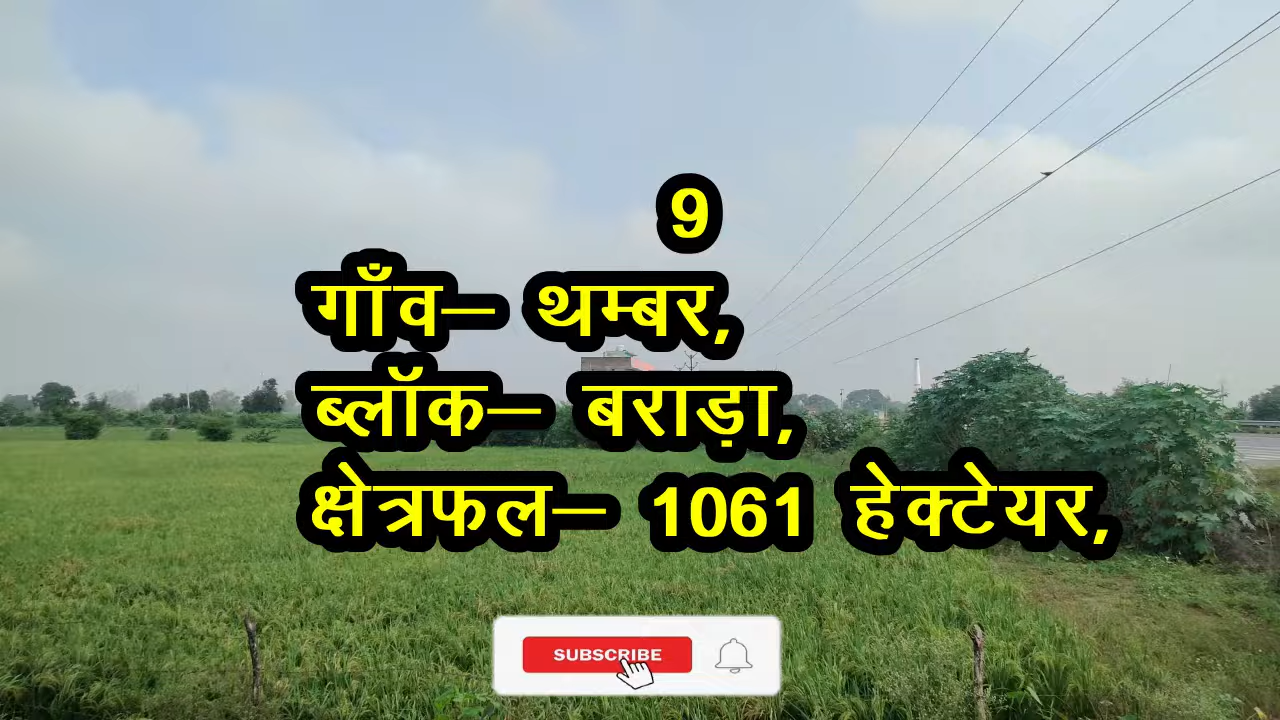 9
गाँव– थम्बर,
ब्लॉक– बराड़ा,
क्षेत्रफल– 1061 हेक्टेयर,
SUBSCRIBE